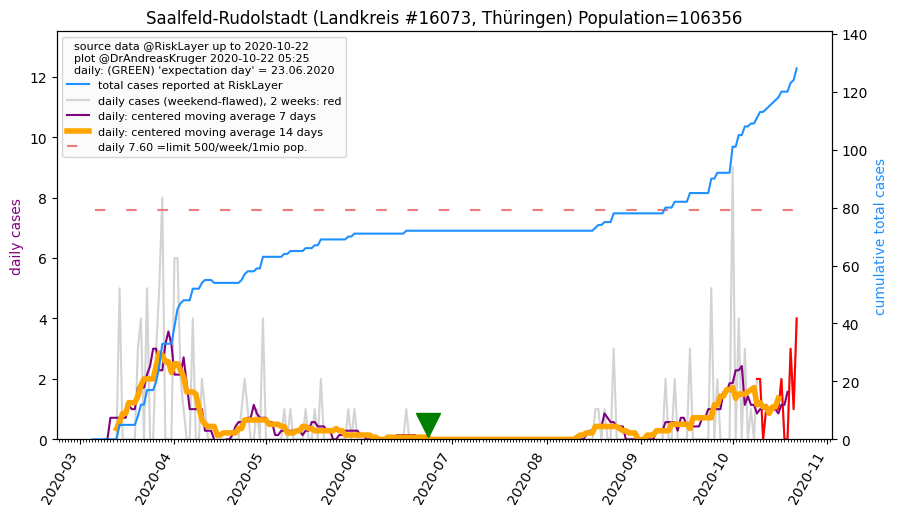 Saalfeld-Rudolstadt (Landkreis #16073, Thüringen) Population=106356
source data @RiskLayer up to 2020-10-22
plot @DrAndreasKruger 2020-10-22 05:25
daily: (GREEN) 'expectation day' = 23.06.2020
total cases reported at RiskLayer
daily cases (weekend-flawed), 2 weeks: red
daily: centered moving average 7 days
daily: centered moving average 14 days
daily 7.60 =limit 500/week/1mio pop.
daily cases
12
10
8
6
4
2
0
140
120
100
80
60
40
20
0
cumulative total cases
2020-03
2020-04
2020-05
2020-06
2020-07
2020-08
2020-09
2020-10
2020-11